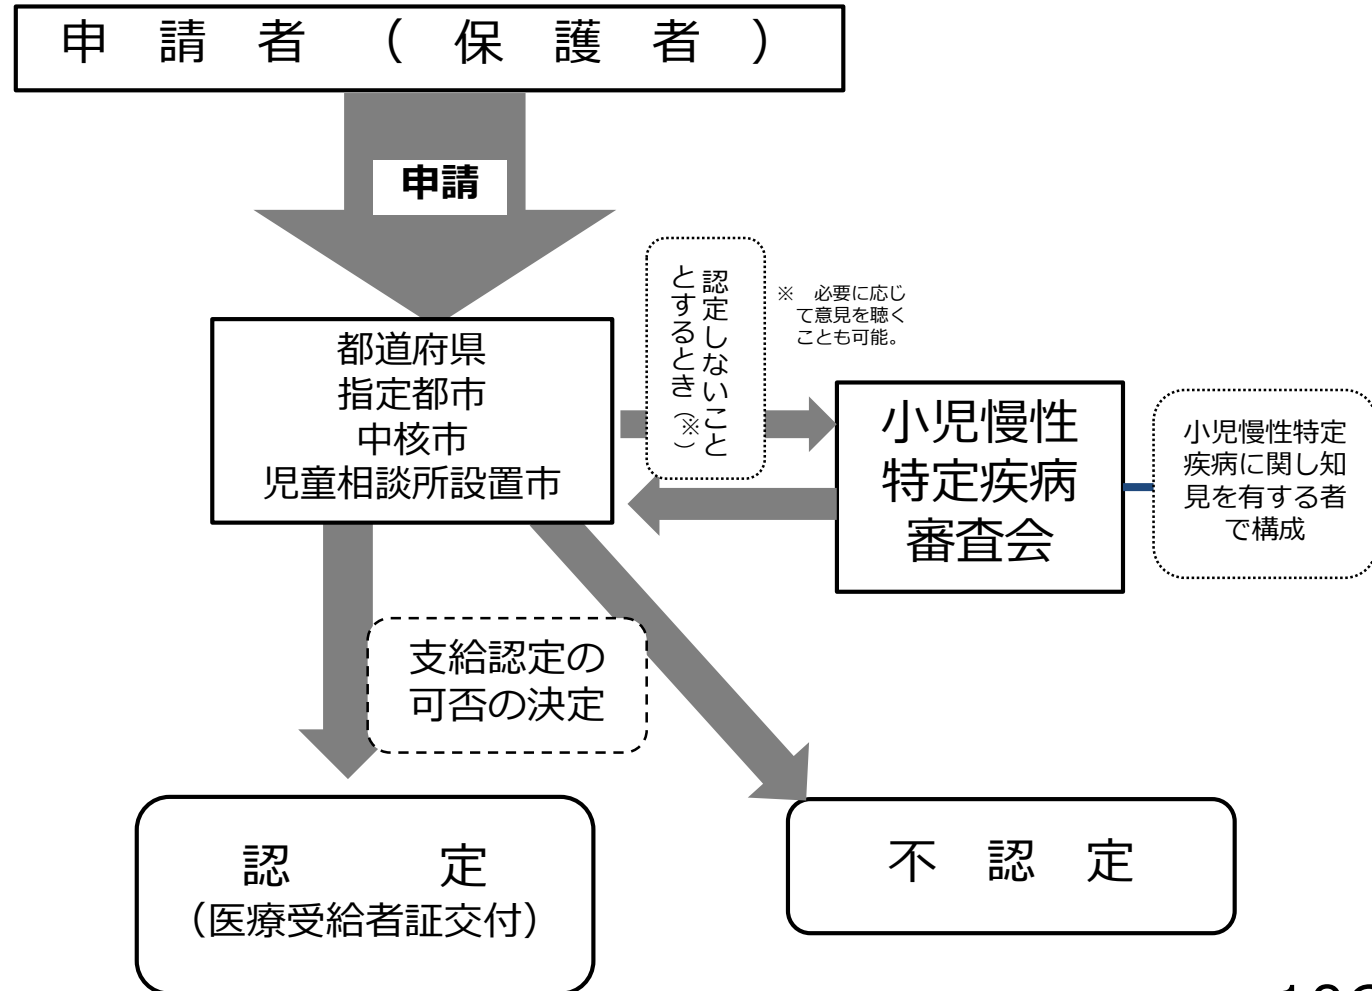 申請者(保護者)
申請
認定しないこと
とするとき(※)
※ 必要に応じ
て意見を聴く
ことも可能。
都道府県
指定都市
中核市
児童相談所設置市
小児慢性
特定疾病
審査会
小児慢性特定
疾病に関し知
見を有する者
で構成
支給認定の
可否の決定
認定
(医療受給者証交付)
不認定